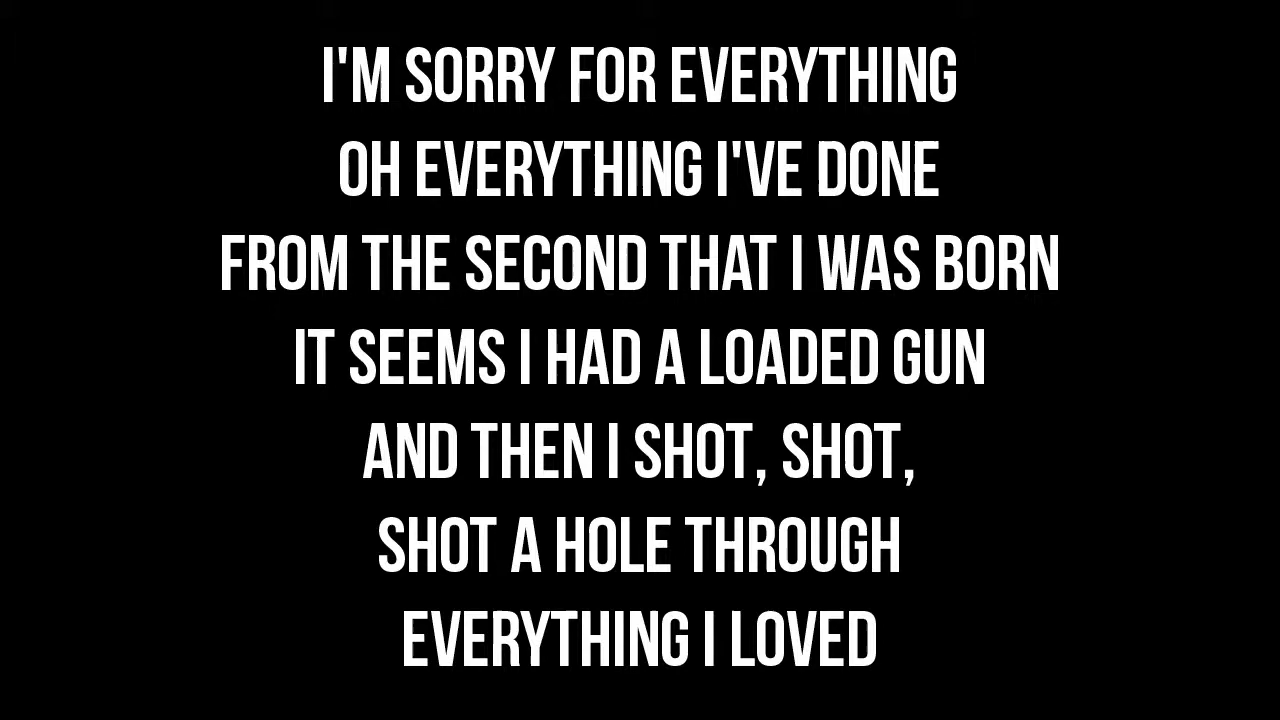 I'M SORRY FOR EVERYTHING
OH EVERYTHING I'VE DONE
FROM THE SECOND THAT I WAS BORN
IT SEEMS I HAD A LOADED GUN
AND THEN I SHOT, SHOT,
SHOT A HOLE THROUGH
EVERYTHING I LOVED